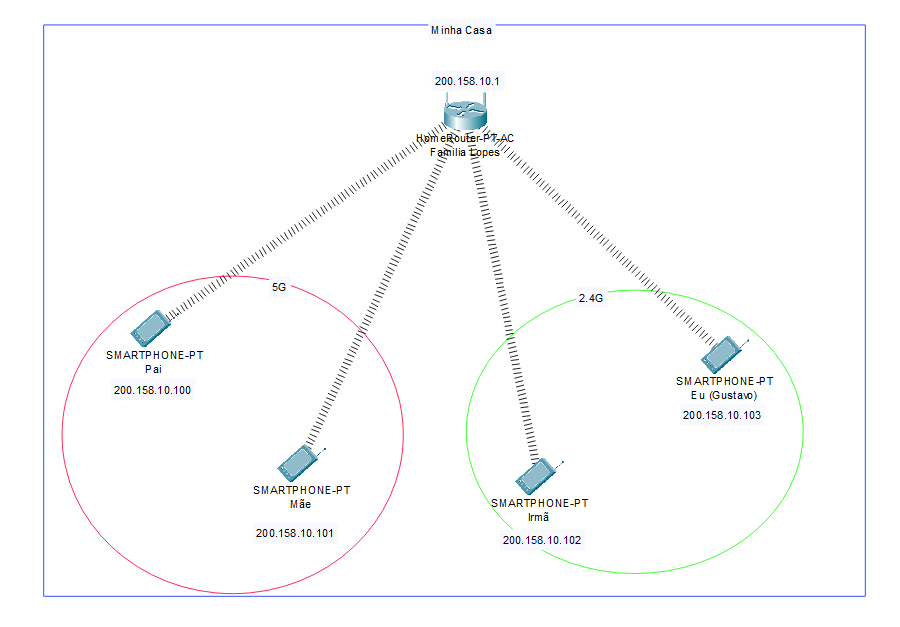 Minha Casa
200.158.10.1
HomeRouter-PT-AC
Familia Lopes
5G
2.4G
SMARTPHONE-PT
Pai
200.158.10.100
SMARTPHONE-PT
Eu (Gustavo)
200.158.10.103
SMARTPHONE-PT
Mãe
200.158.10.101
SMARTPHONE-PT
Irmã
200.158.10.102